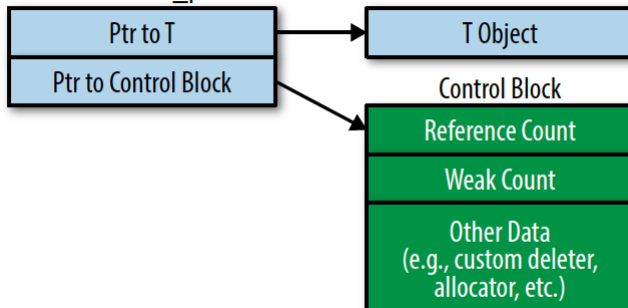 Ptr to T
T Object
Ptr to Control Block
Control Block
Reference Count
Weak Count
Other Data
(e.g., custom deleter,
allocator, etc.)